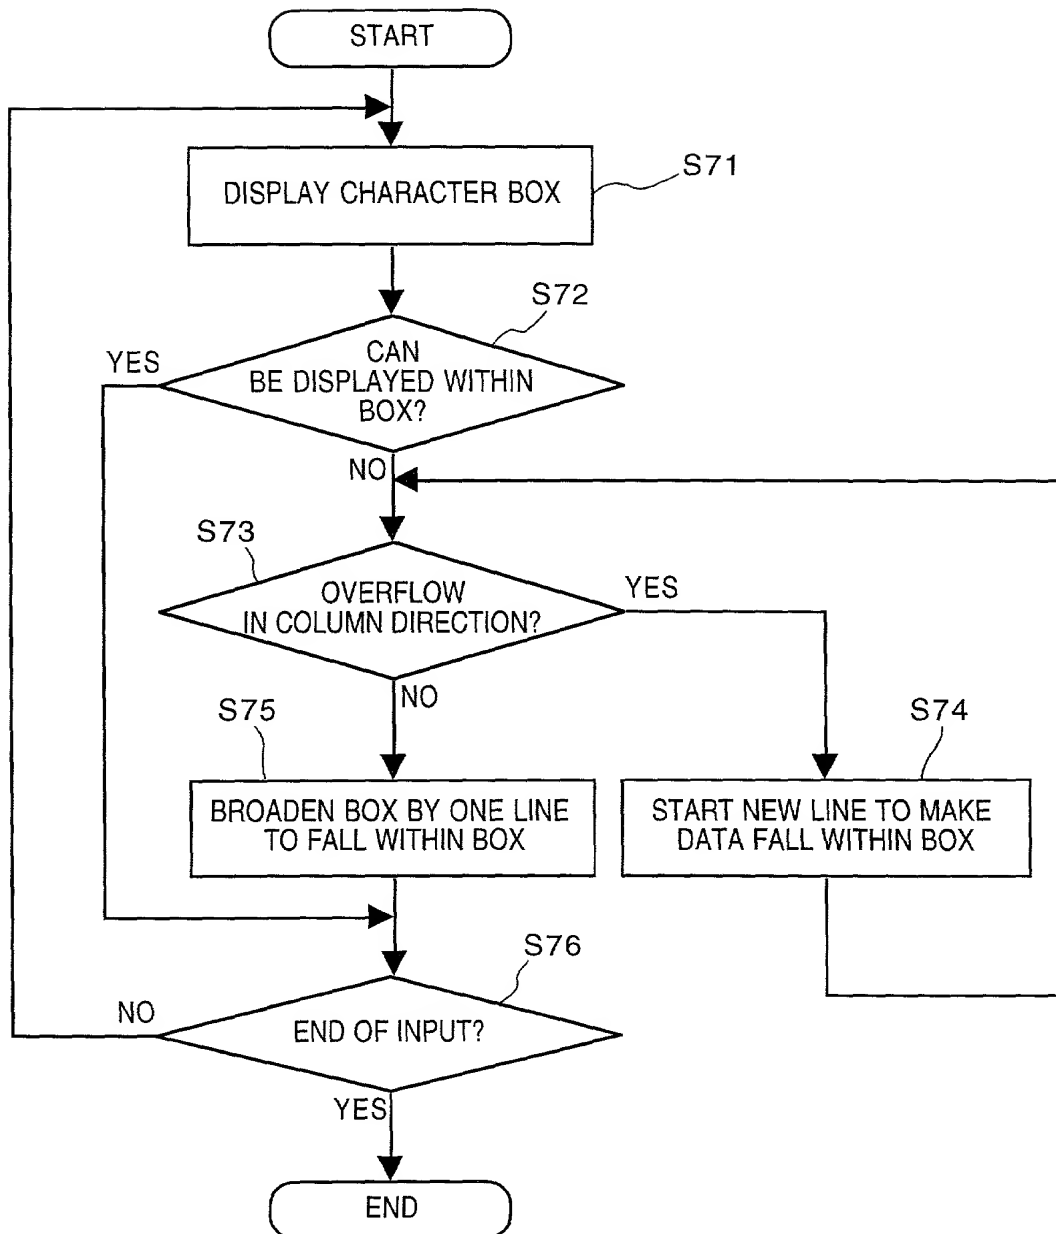 START
S71
DISPLAY CHARACTER BOX
S72
YES
CAN
BE DISPLAYED WITHIN
BOX?
NO
S73
YES
OVERFLOW
IN COLUMN DIRECTION?
NO
S75
S74
BROADEN BOX BY ONE LINE
TO FALL WITHIN BOX
START NEW LINE TO MAKE
DATA FALL WITHIN BOX
S76
NO
END OF INPUT?
YES
END